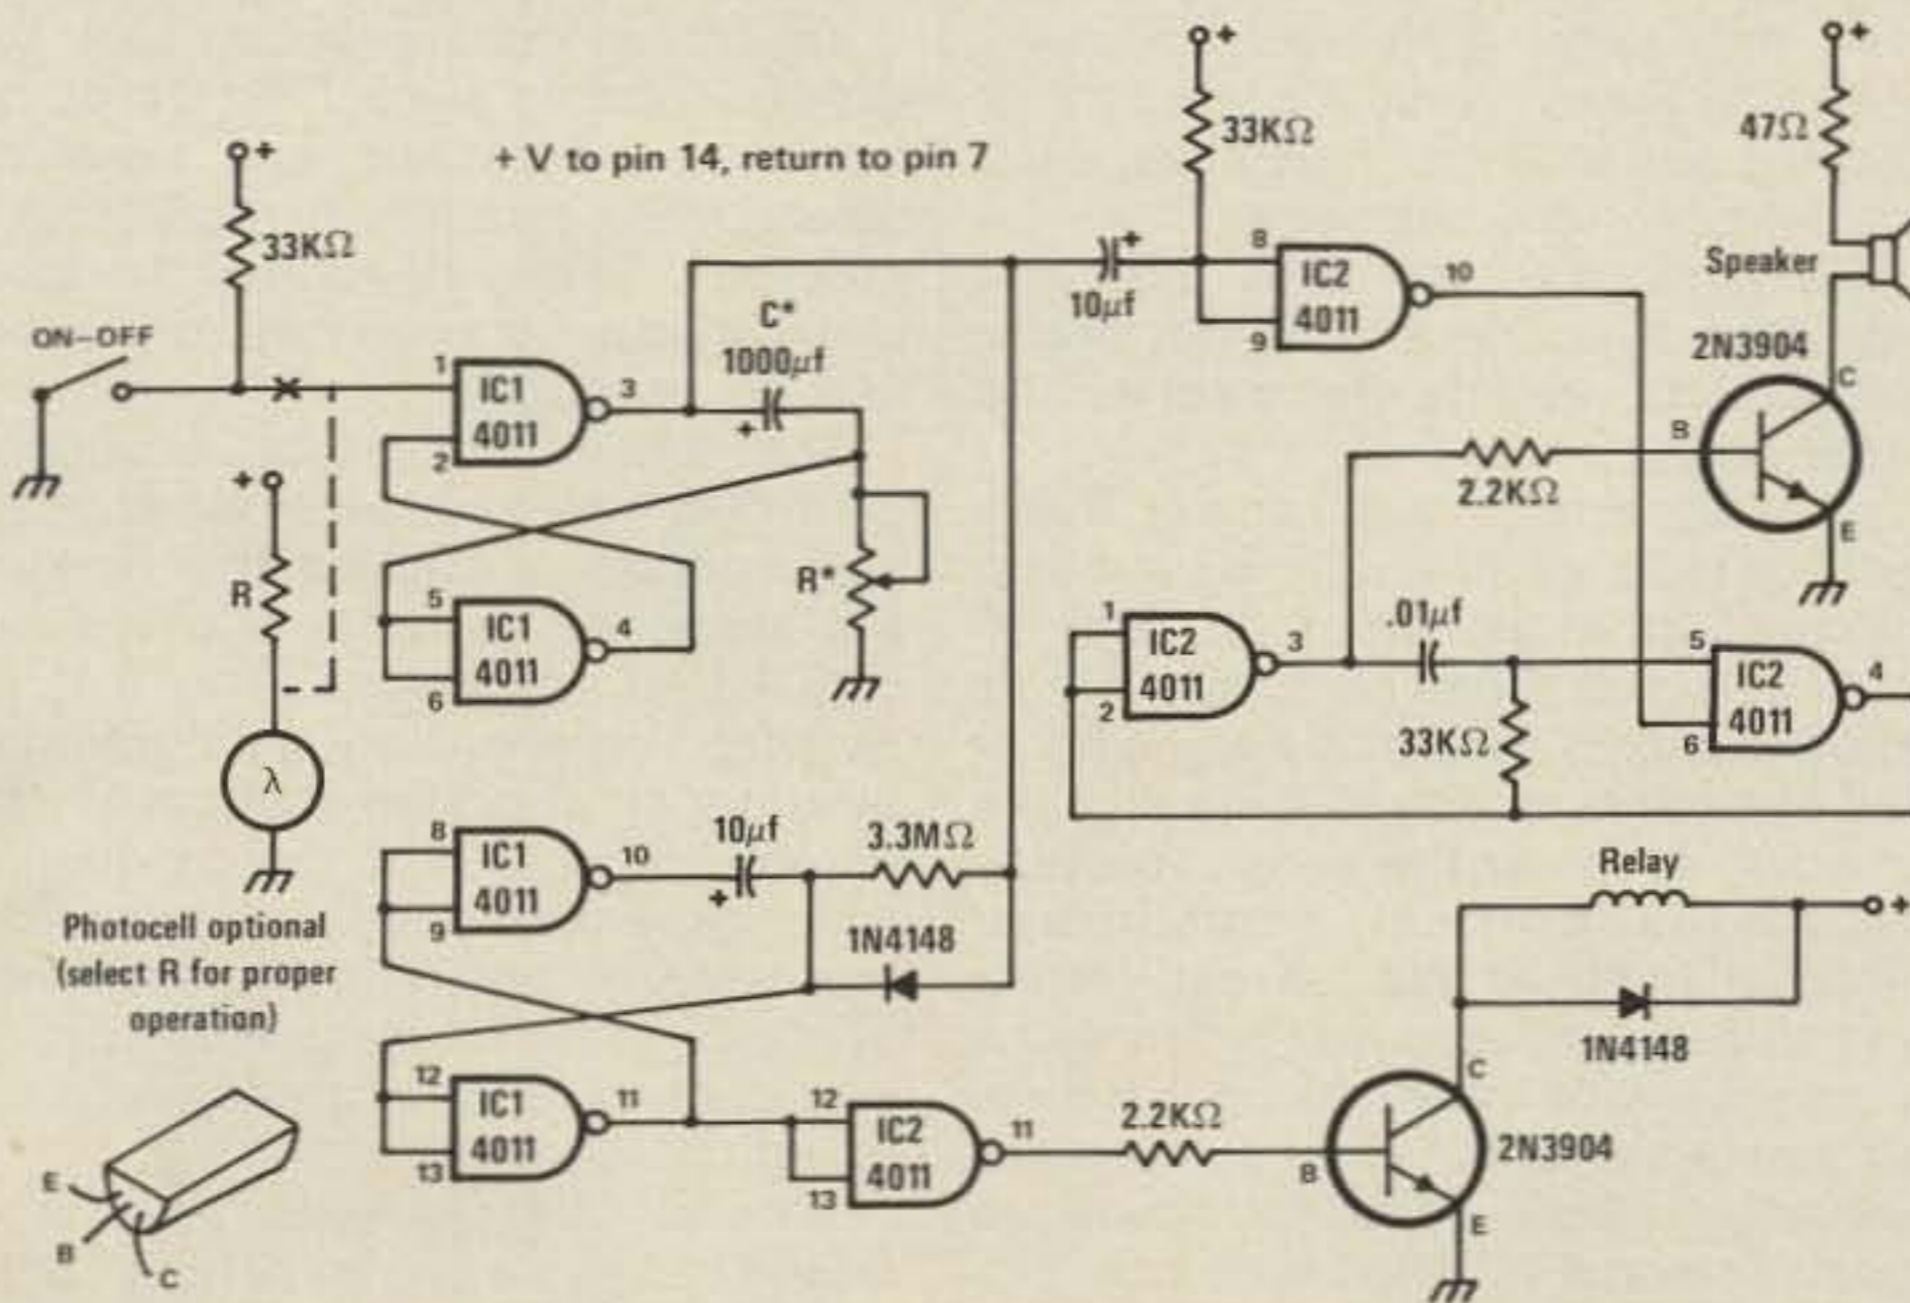 +
+
+
33KΩ
47Ω
+ V to pin 14, return to pin 7
33KΩ
8
IC2
4011
9
10
+
10µf
Speaker
ON–OFF
C*
1000µf
+
2N3904
C
B
E
1
IC1
4011
2
3
2.2KΩ
+
R
R*
5
IC1
4011
6
4
1
IC2
4011
2
3
.01µf
33KΩ
5
IC2
4011
6
4
λ
8
IC1
4011
9
10
10µf
+
3.3MΩ
1N4148
Relay
+
1N4148
Photocell optional
(select R for proper
operation)
12
IC1
4011
13
11
12
IC2
4011
13
11
2.2KΩ
C
B
E
2N3904
E
B
C